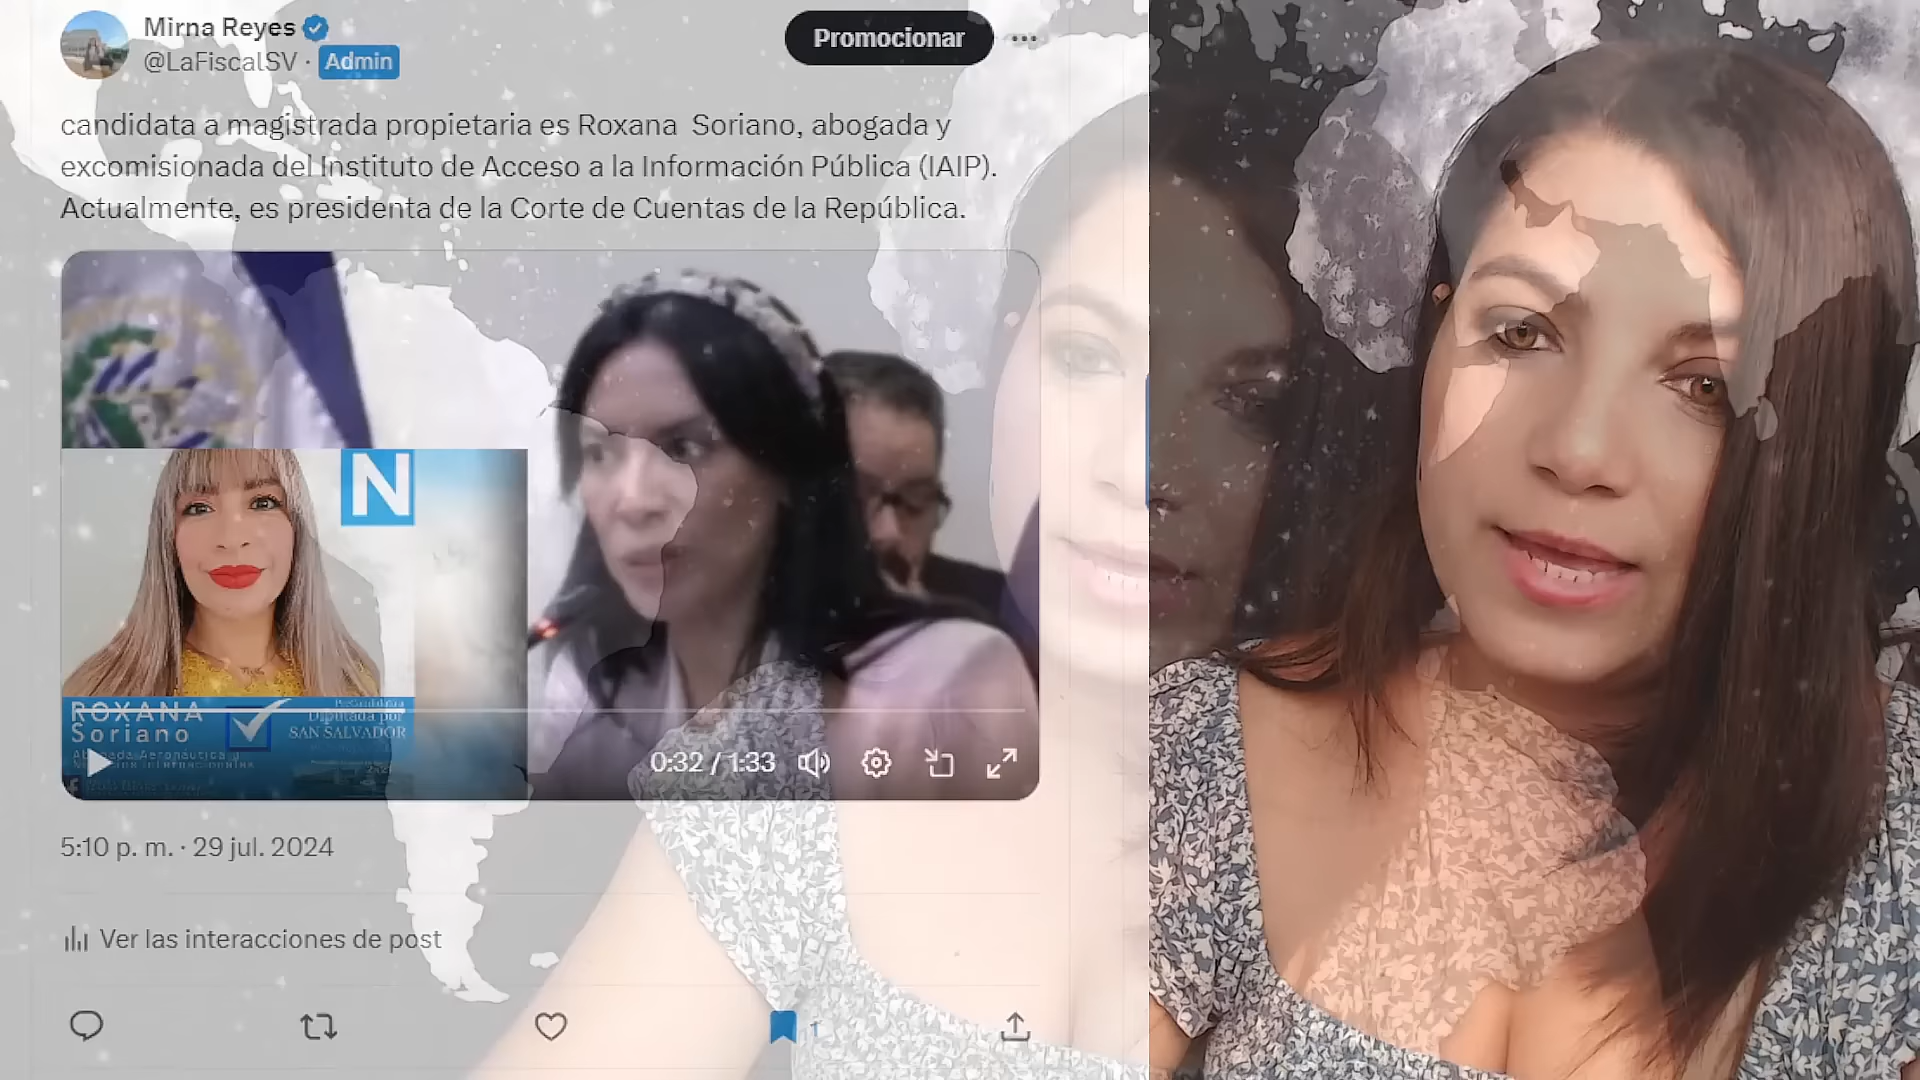 Mirna Reyes
@LaFiscalSV · Admin
Promocionar
candidata a magistrada propietaria es Roxana Soriano, abogada y
excomisionada del Instituto de Acceso a la Información Pública (IAIP).
Actualmente, es presidenta de la Corte de Cuentas de la República.
N
ROXANA
Soriano
Diputada por
SAN SALVADOR
0:32 / 1:33
5:10 p. m. · 29 jul. 2024
Ver las interacciones de post
1